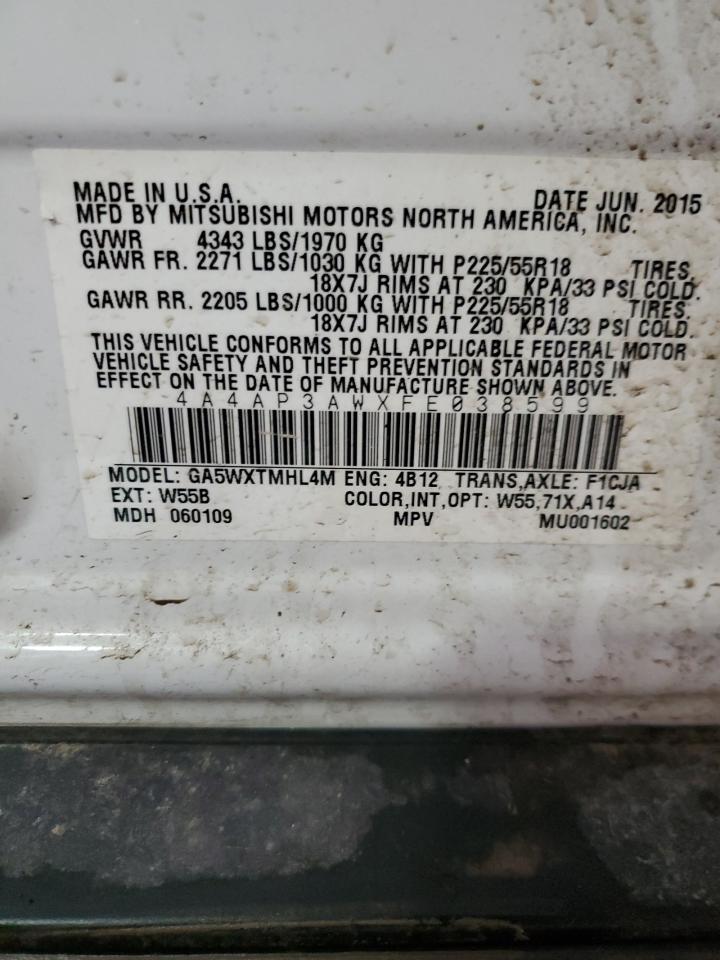 MADE IN U.S.A. DATE JUN. 2015
MFD BY MITSUBISHI MOTORS NORTH AMERICA, INC.
GVWR 4343 LBS/1970 KG
GAWR FR. 2271 LBS/1030 KG WITH P225/55R18 TIRES,
18X7J RIMS AT 230 KPA/33 PSI COLD.
GAWR RR. 2205 LBS/1000 KG WITH P225/55R18 TIRES.
18X7J RIMS AT 230 KPA/33 PSI COLD.
THIS VEHICLE CONFORMS TO ALL APPLICABLE FEDERAL MOTOR
VEHICLE SAFETY AND THEFT PREVENTION STANDARDS IN
EFFECT ON THE DATE OF MANUFACTURE SHOWN ABOVE.
4A4AP3AWXFE038599
MODEL: GA5WXTMHL4M ENG: 4B12 TRANS,AXLE: F1CJA
EXT: W55B COLOR,INT,OPT: W55,71X,A14
MDH 060109 MPV MU001602